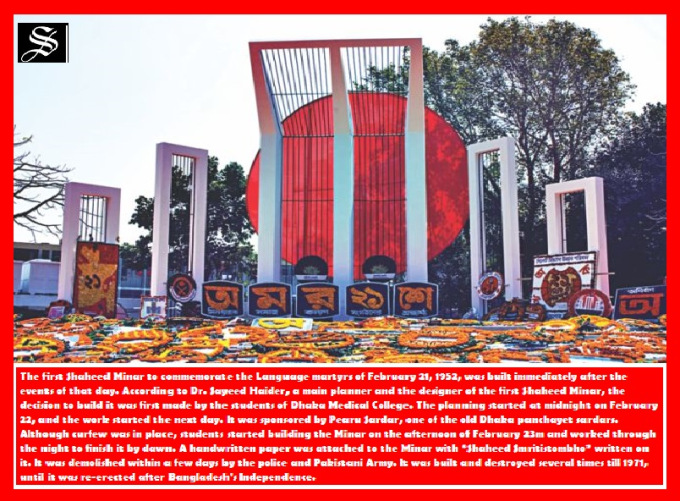 S
২১
অ ম র ২১ শে
অ
The first Shaheed Minar to commemorate the Language martyrs of February 21, 1952, was built immediately after the
events of that day. According to Dr. Sayeed Haider, a main planner and the designer of the first Shaheed Minar, the
decision to build it was first made by the students of Dhaka Medical College. The planning started at midnight on February
22, and the work started the next day. It was sponsored by Pearu Sardar, one of the old Dhaka panchayet sardars.
Although curfew was in place, students started building the Minar on the afternoon of February 23m and worked through
the night to finish it by dawn. A handwritten paper was attached to the Minar with "Shaheed Smritistombho" written on
it. It was demolished within a few days by the police and Pakistani Army. It was built and destroyed several times till 1971,
until it was re-erected after Bangladesh's Independence.